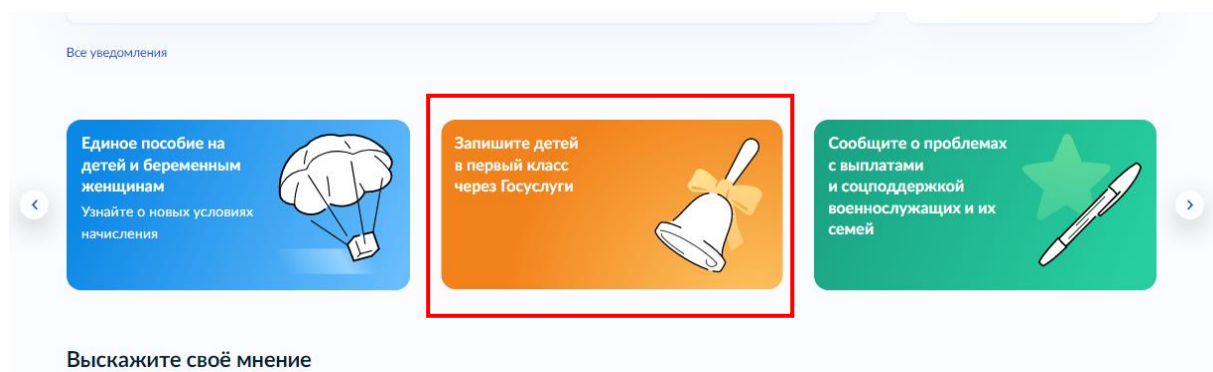 Все уведомления
Единое пособие на
детей и беременным
женщинам
Узнайте о новых условиях
начисления
Запишите детей
в первый класс
через Госуслуги
Сообщите о проблемах
с выплатами
и соцподдержкой
военнослужащих и их
семей
Выскажите своё мнение